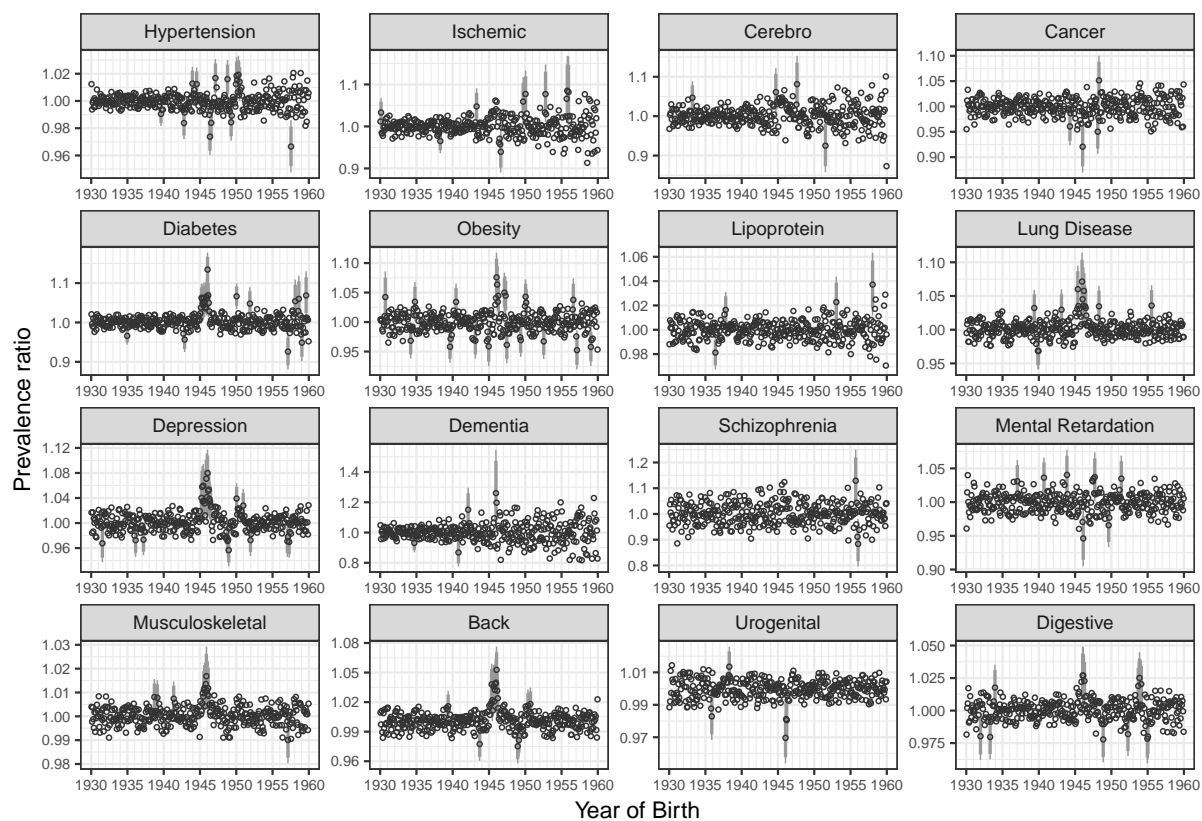 Hypertension Ischemic Cerebro Cancer
1.02 1.00 0.98 0.96
1.1 1.0 0.9
1.1 1.0 0.9
1.10 1.05 1.00 0.95 0.90
1930 1935 1940 1945 1950 1955 1960 1930 1935 1940 1945 1950 1955 1960 1930 1935 1940 1945 1950 1955 1960 1930 1935 1940 1945 1950 1955 1960
Diabetes Obesity Lipoprotein Lung Disease
1.1 1.0 0.9
1.10 1.05 1.00 0.95
1.06 1.04 1.02 1.00 0.98
1.10 1.05 1.00 0.95
1930 1935 1940 1945 1950 1955 1960 1930 1935 1940 1945 1950 1955 1960 1930 1935 1940 1945 1950 1955 1960 1930 1935 1940 1945 1950 1955 1960
Prevalence ratio
Depression Dementia Schizophrenia Mental Retardation
1.12 1.08 1.04 1.00 0.96
1.4 1.2 1.0 0.8
1.2 1.1 1.0 0.9 0.8
1.05 1.00 0.95 0.90
1930 1935 1940 1945 1950 1955 1960 1930 1935 1940 1945 1950 1955 1960 1930 1935 1940 1945 1950 1955 1960 1930 1935 1940 1945 1950 1955 1960
Musculoskeletal Back Urogenital Digestive
1.03 1.02 1.01 1.00 0.99 0.98
1.08 1.04 1.00 0.96
1.01 0.99 0.97
1.050 1.025 1.000 0.975
1930 1935 1940 1945 1950 1955 1960 1930 1935 1940 1945 1950 1955 1960 1930 1935 1940 1945 1950 1955 1960 1930 1935 1940 1945 1950 1955 1960
Year of Birth